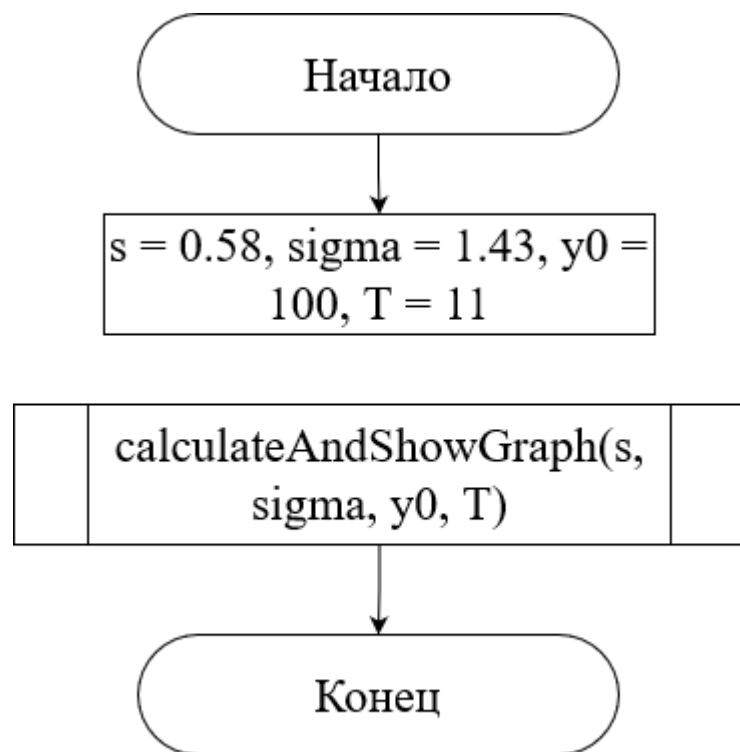 Начало
s = 0.58, sigma = 1.43, y0 =
100, T = 11
calculateAndShowGraph(s,
sigma, y0, T)
Конец